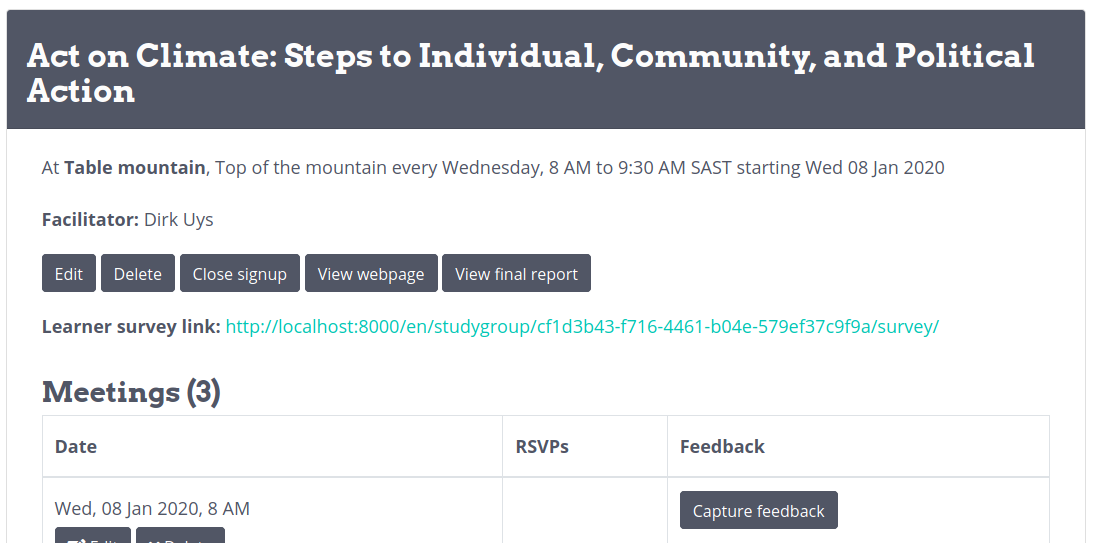 Act on Climate: Steps to Individual, Community, and Political
Action
At Table mountain, Top of the mountain every Wednesday, 8 AM to 9:30 AM SAST starting Wed 08 Jan 2020
Facilitator: Dirk Uys
Edit Delete Close signup View webpage View final report
Learner survey link: http://localhost:8000/en/studygroup/cf1d3b43-f716-4461-b04e-579ef37c9f9a/survey/
Meetings (3)
Date RSVPs Feedback
Wed, 08 Jan 2020, 8 AM
Capture feedback